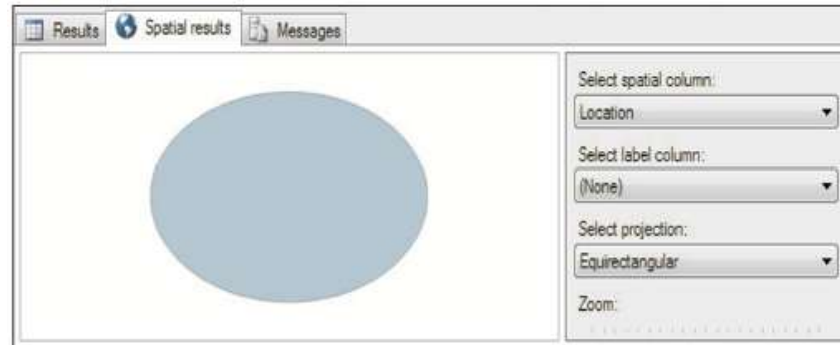 Results Spatial results Messages
Select spatial column:
Location
Select label column:
(None)
Select projection:
Equirectangular
Zoom: